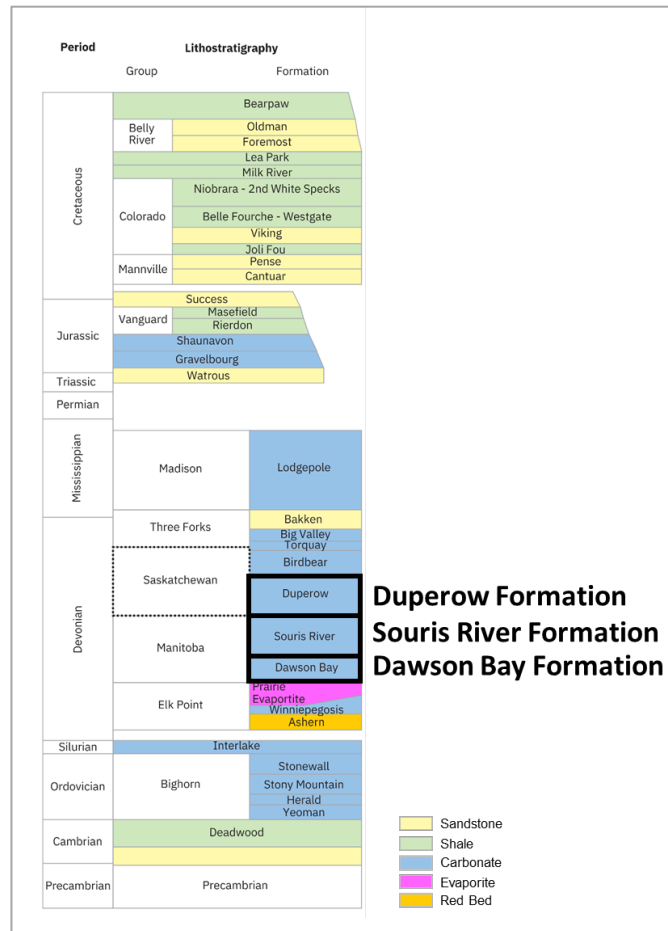 Period
Lithostratigraphy
Group
Formation
Cretaceous
Bearpaw
Belly
River
Oldman
Foremost
Lea Park
Milk River
Colorado
Niobrara - 2nd White Specks
Belle Fourche - Westgate
Viking
Joli Fou
Mannville
Pense
Cantuar
Jurassic
Success
Vanguard
Masefield
Rierdon
Shaunavon
Gravelbourg
Triassic
Watrous
Permian
Mississippian
Madison
Lodgepole
Devonian
Three Forks
Bakken
Big Valley
Torquay
Birdbear
Saskatchewan
Duperow
Duperow Formation
Manitoba
Souris River
Souris River Formation
Dawson Bay
Dawson Bay Formation
Elk Point
Prairie
Evaportite
Winniepegosis
Ashern
Silurian
Interlake
Ordovician
Bighorn
Stonewall
Stony Mountain
Herald
Yeoman
Cambrian
Deadwood
Precambrian
Precambrian
Sandstone
Shale
Carbonate
Evaporite
Red Bed